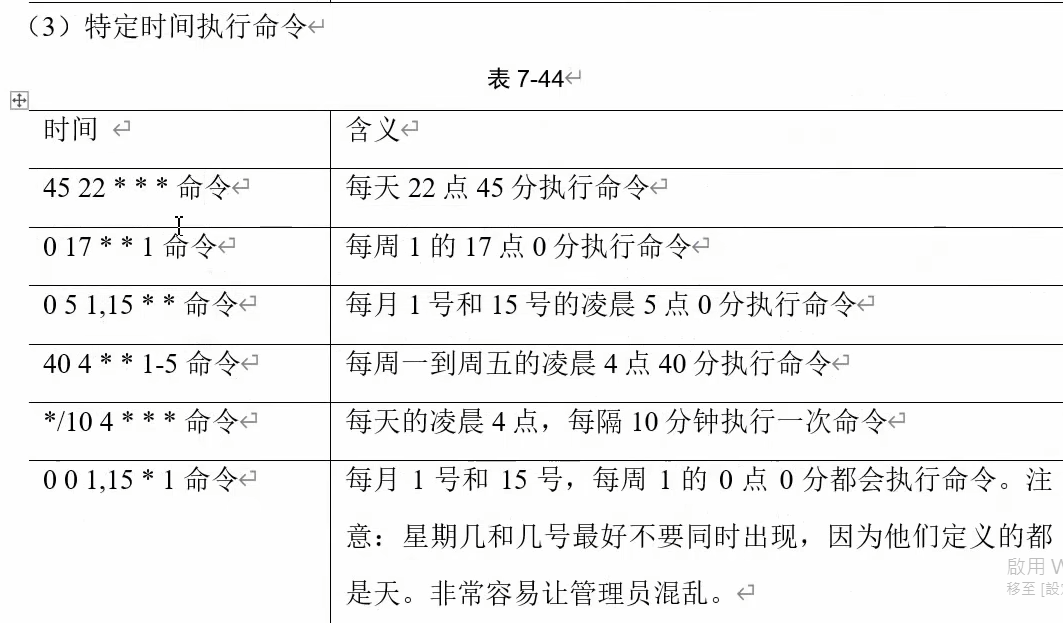 （3）特定时间执行命令↵
表 7-44↵
时间 ↵
含义↵
45 22 * * * 命令↵
每天 22 点 45 分执行命令↵
0 17 * * 1 命令↵
每周 1 的 17 点 0 分执行命令↵
0 5 1,15 * * 命令↵
每月 1 号和 15 号的凌晨 5 点 0 分执行命令↵
40 4 * * 1-5 命令↵
每周一到周五的凌晨 4 点 40 分执行命令↵
*/10 4 * * * 命令↵
每天的凌晨 4 点，每隔 10 分钟执行一次命令↵
0 0 1,15 * 1 命令↵
每月 1 号和 15 号，每周 1 的 0 点 0 分都会执行命令。注
意：星期几和几号最好不要同时出现，因为他们定义的都
是天。非常容易让管理员混乱。↵
啟用 W
移至 [設